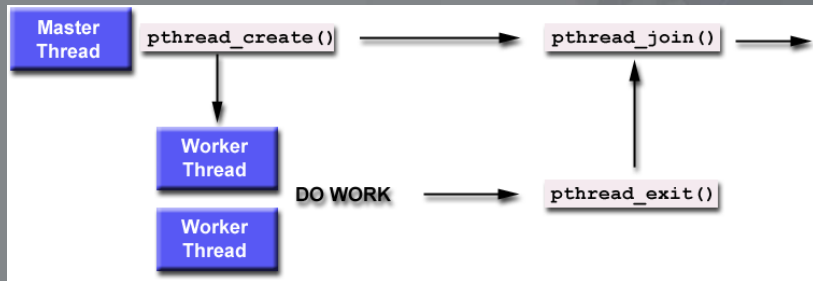 Master
Thread
pthread_create()
pthread_join()
Worker
Thread
DO WORK
pthread_exit()
Worker
Thread